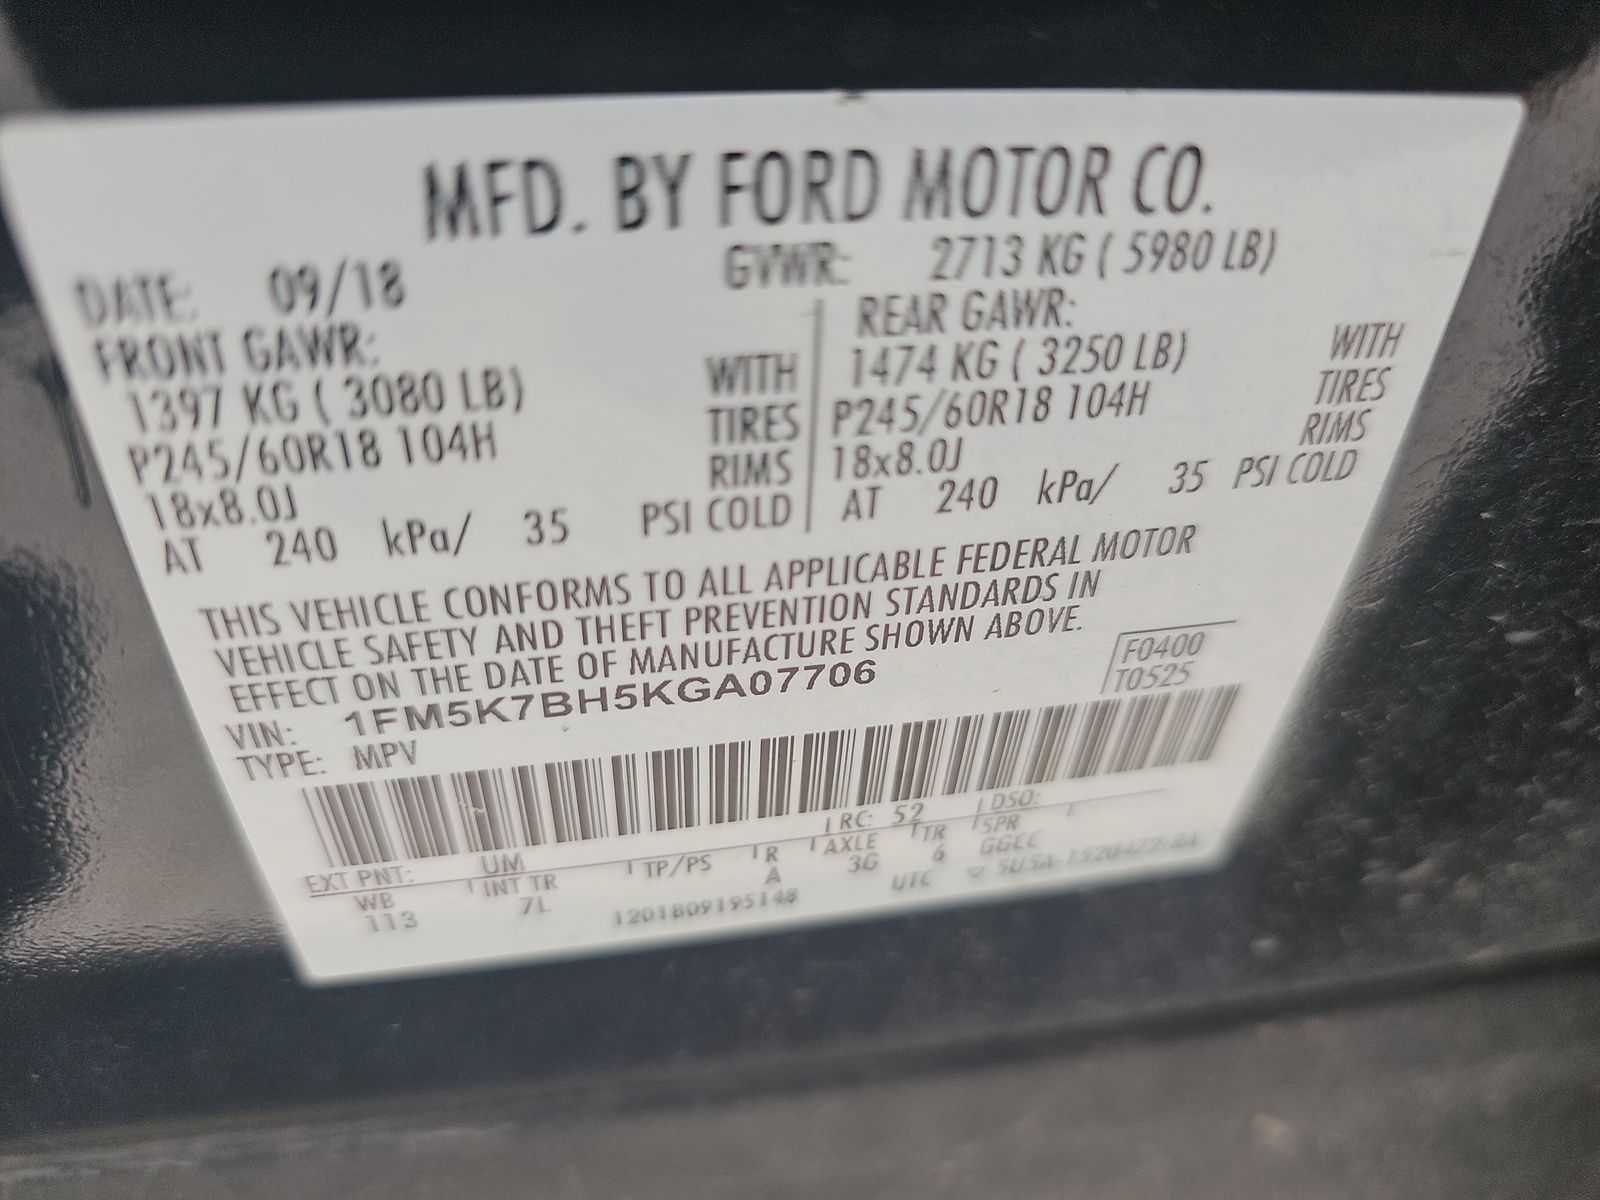 MFD. BY FORD MOTOR CO.
DATE: 09/18 GVWR: 2713 KG ( 5980 LB)
FRONT GAWR: REAR GAWR:
1397 KG ( 3080 LB) WITH 1474 KG ( 3250 LB) WITH
P245/60R18 104H TIRES P245/60R18 104H TIRES
18x8.0J RIMS 18x8.0J RIMS
AT 240 kPa/ 35 PSI COLD AT 240 kPa/ 35 PSI COLD
THIS VEHICLE CONFORMS TO ALL APPLICABLE FEDERAL MOTOR
VEHICLE SAFETY AND THEFT PREVENTION STANDARDS IN
EFFECT ON THE DATE OF MANUFACTURE SHOWN ABOVE.
VIN: 1FM5K7BH5KGA07706 F0400
TYPE: MPV T0525
EXT PNT: UM RC: 52 DSO:
WB INT TR TP/PS R AXLE TR SPR
113 7L A 3G 6 GGCC
1201809195148 UTC